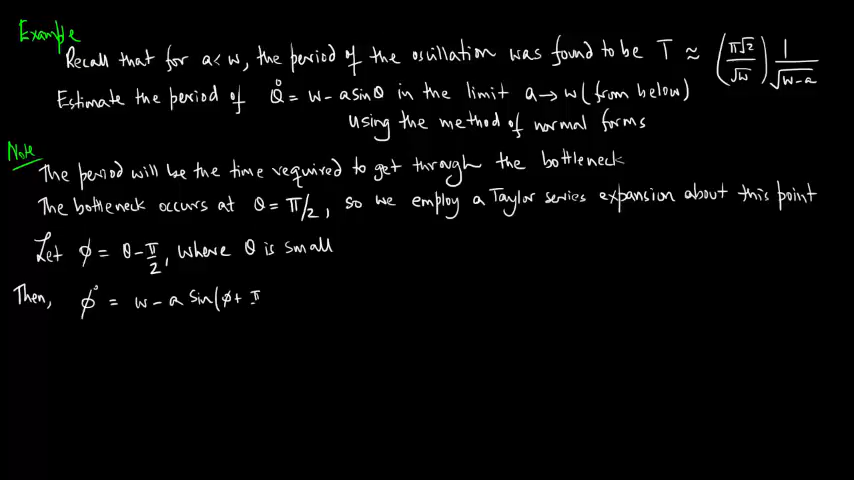 Example
Recall that for a < w, the period of the oscillation was found to be T ≈ (π√2/√w) 1/√(w-a)
Estimate the period of θ̇ = w - a sinθ in the limit a → w (from below)
using the method of normal forms
Note
The period will be the time required to get through the bottleneck
The bottleneck occurs at θ = π/2, so we employ a Taylor series expansion about this point
Let φ = θ - π/2, where θ is small
Then, φ̇ = w - a sin(φ + π